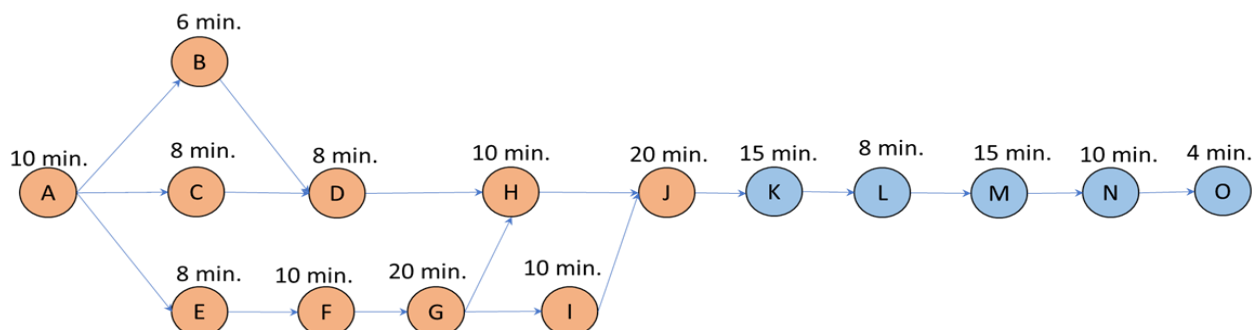 6 min.
B
10 min.
8 min.
8 min.
10 min.
20 min.
15 min.
8 min.
15 min.
10 min.
4 min.
A
C
D
H
J
K
L
M
N
O
8 min.
10 min.
20 min.
10 min.
E
F
G
I